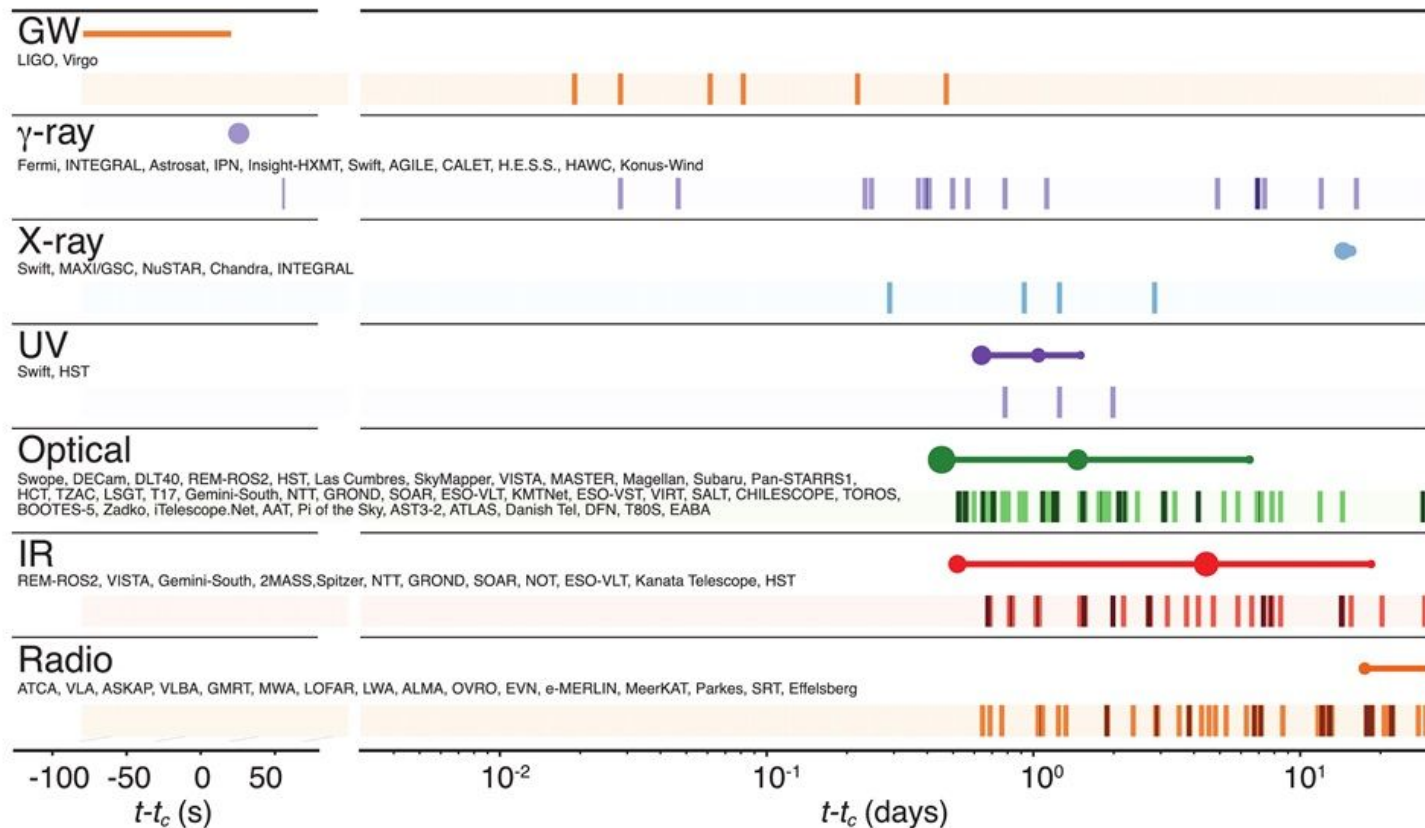 GW
LIGO, Virgo
γ-ray
Fermi, INTEGRAL, Astrosat, IPN, Insight-HXMT, Swift, AGILE, CALET, H.E.S.S., HAWC, Konus-Wind
X-ray
Swift, MAXI/GSC, NuSTAR, Chandra, INTEGRAL
UV
Swift, HST
Optical
Swope, DECam, DLT40, REM-ROS2, HST, Las Cumbres, SkyMapper, VISTA, MASTER, Magellan, Subaru, Pan-STARRS1,
HCT, TZAC, LSGT, T17, Gemini-South, NTT, GROND, SOAR, ESO-VLT, KMTNet, ESO-VST, VIRT, SALT, CHILESCOPE, TOROS,
BOOTES-5, Zadko, iTelescope.Net, AAT, Pi of the Sky, AST3-2, ATLAS, Danish Tel, DFN, T80S, EABA
IR
REM-ROS2, VISTA, Gemini-South, 2MASS,Spitzer, NTT, GROND, SOAR, NOT, ESO-VLT, Kanata Telescope, HST
Radio
ATCA, VLA, ASKAP, VLBA, GMRT, MWA, LOFAR, LWA, ALMA, OVRO, EVN, e-MERLIN, MeerKAT, Parkes, SRT, Effelsberg
-100 -50 0 50 10⁻² 10⁻¹ 10⁰ 10¹
t-t_c (s) t-t_c (days)